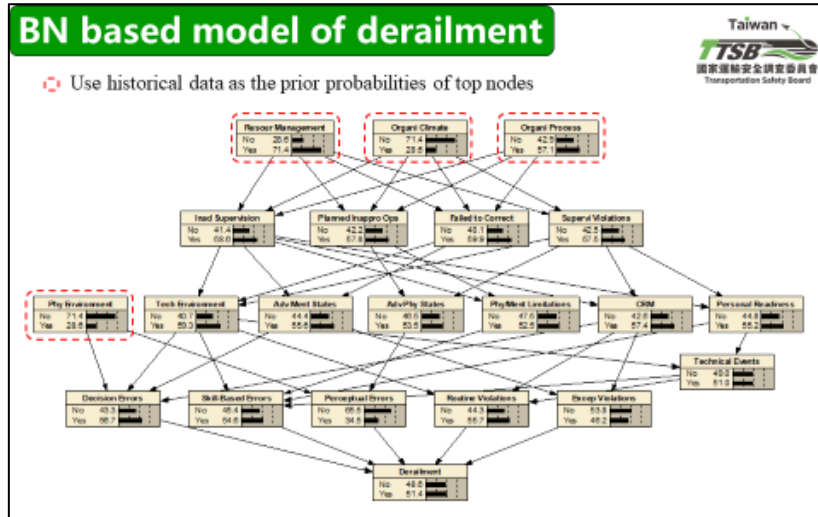 BN based model of derailment
Taiwan
TTSB
國家運輸安全調查委員會
Transportation Safety Board
Use historical data as the prior probabilities of top nodes
Resour Management
No 28.6
Yes 71.4
Organi Climate
No 71.4
Yes 28.6
Organi Process
No 42.9
Yes 57.1
Inad Supervision
No 41.4
Yes 58.6
Planned Inappro Ops
No 42.2
Yes 57.8
Failed to Correct
No 40.1
Yes 59.9
Supervi Violations
No 42.5
Yes 57.5
Phy Environment
No 71.4
Yes 28.6
Tech Environment
No 40.7
Yes 59.3
Adv Ment States
No 44.4
Yes 55.6
Adv Phy States
No 46.5
Yes 53.5
Phy/Ment Limitations
No 47.5
Yes 52.5
CRM
No 42.6
Yes 57.4
Personal Readiness
No 44.8
Yes 55.2
Technical Events
No
Yes
Decision Errors
No 43.3
Yes 56.7
Skill-Based Errors
No 45.4
Yes 54.6
Perceptual Errors
No 65.5
Yes 34.5
Routine Violations
No 44.3
Yes 55.7
Excep Violations
No 53.8
Yes 46.2
Derailment
No 48.6
Yes 51.4